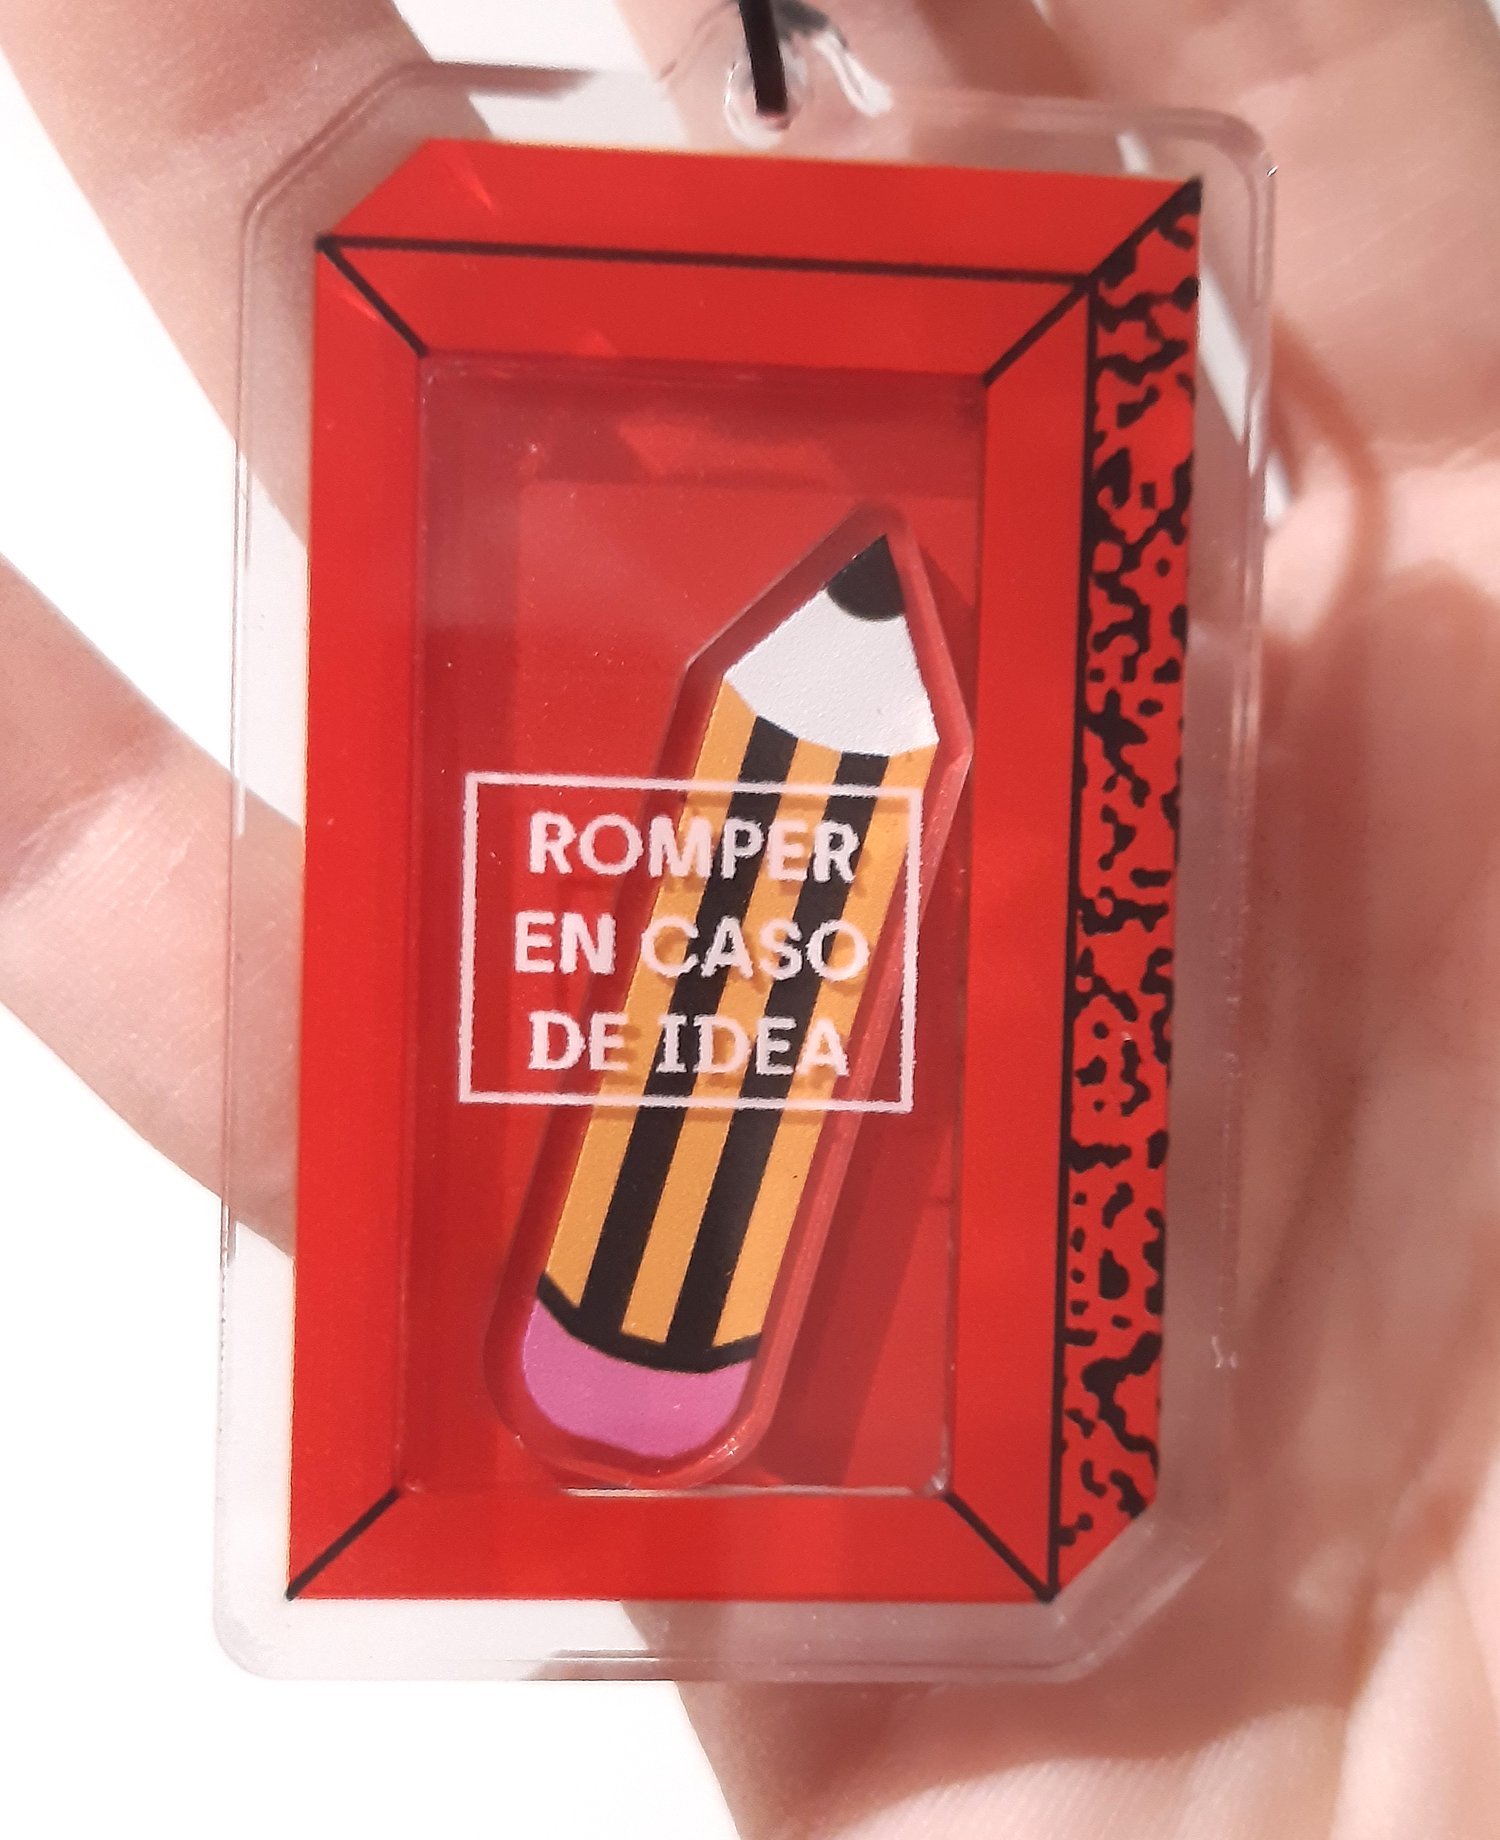 ROMPER
EN CASO
DE IDEA